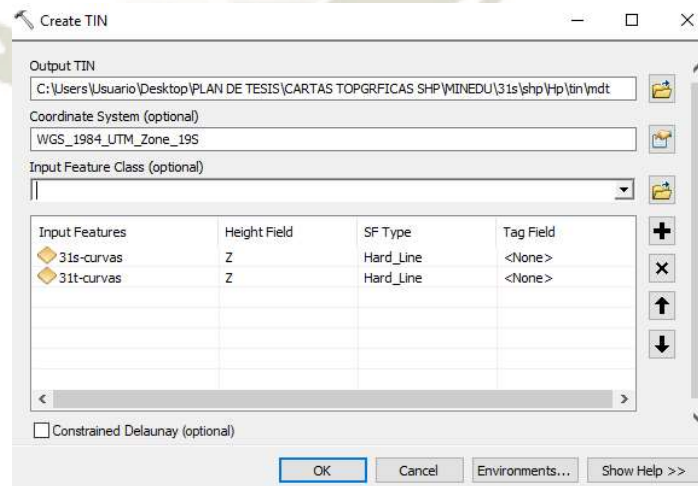 Create TIN
Output TIN
C:\Users\Usuario\Desktop\PLAN DE TESIS\CARTAS TOPGRFICAS SHP\MINEDU\31s\shp\Hp\tin\mdt
Coordinate System (optional)
WGS_1984_UTM_Zone_19S
Input Feature Class (optional)
Input Features Height Field SF Type Tag Field
31s-curvas Z Hard_Line <None>
31t-curvas Z Hard_Line <None>
Constrained Delaunay (optional)
OK Cancel Environments... Show Help >>